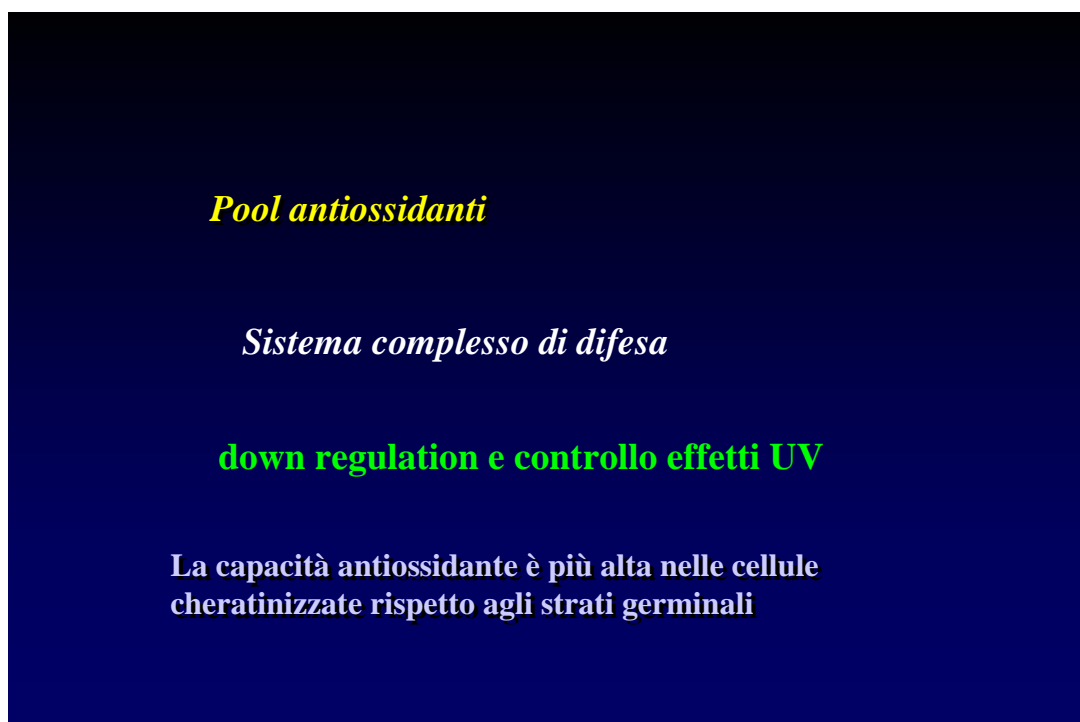 Pool antiossidanti
Sistema complesso di difesa
down regulation e controllo effetti UV
La capacità antiossidante è più alta nelle cellule
cheratinizzate rispetto agli strati germinali